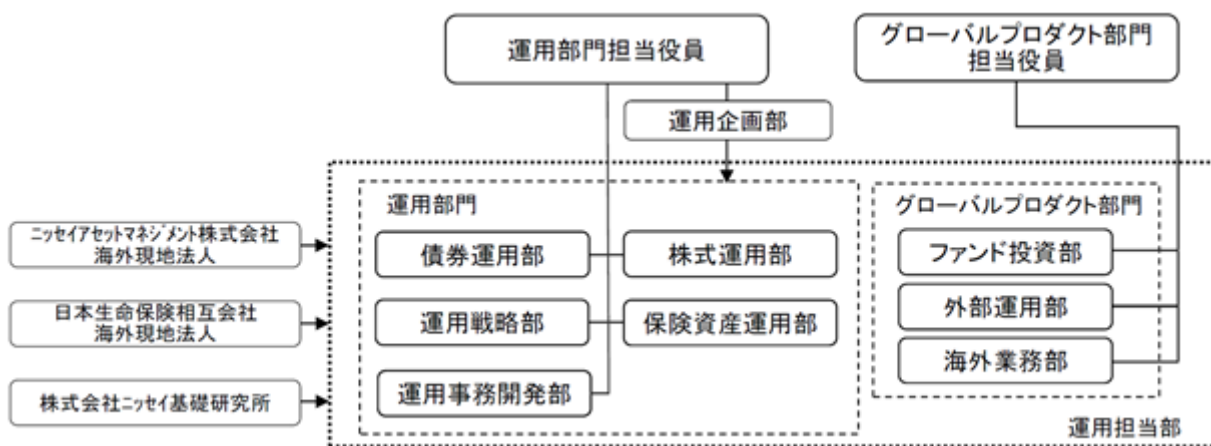 運用部門担当役員
グローバルプロダクト部門
担当役員
運用企画部
運用部門
グローバルプロダクト部門
ニッセイアセットマネジメント株式会社
海外現地法人
債券運用部
株式運用部
ファンド投資部
日本生命保険相互会社
海外現地法人
運用戦略部
保険資産運用部
外部運用部
海外業務部
株式会社ニッセイ基礎研究所
運用事務開発部
運用担当部